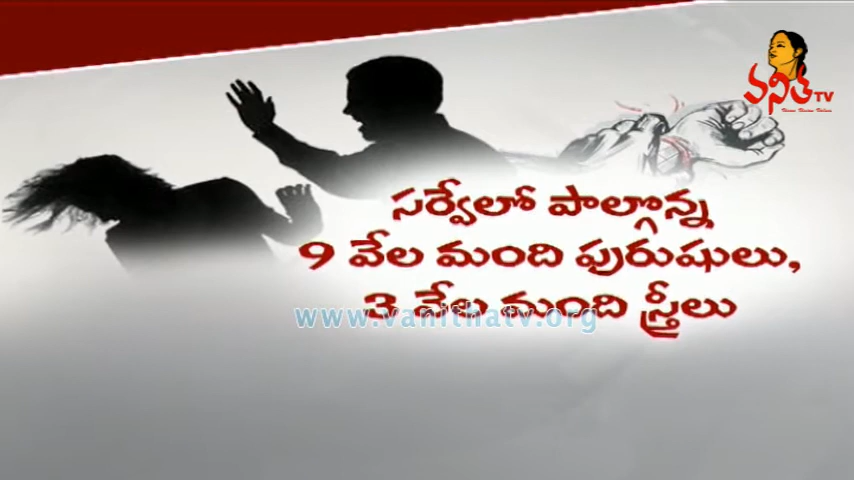 వనిత TV
సర్వేలో పాల్గొన్న
9 వేల మంది పురుషులు,
3 వేల మంది స్త్రీలు
www.vanithatv.org